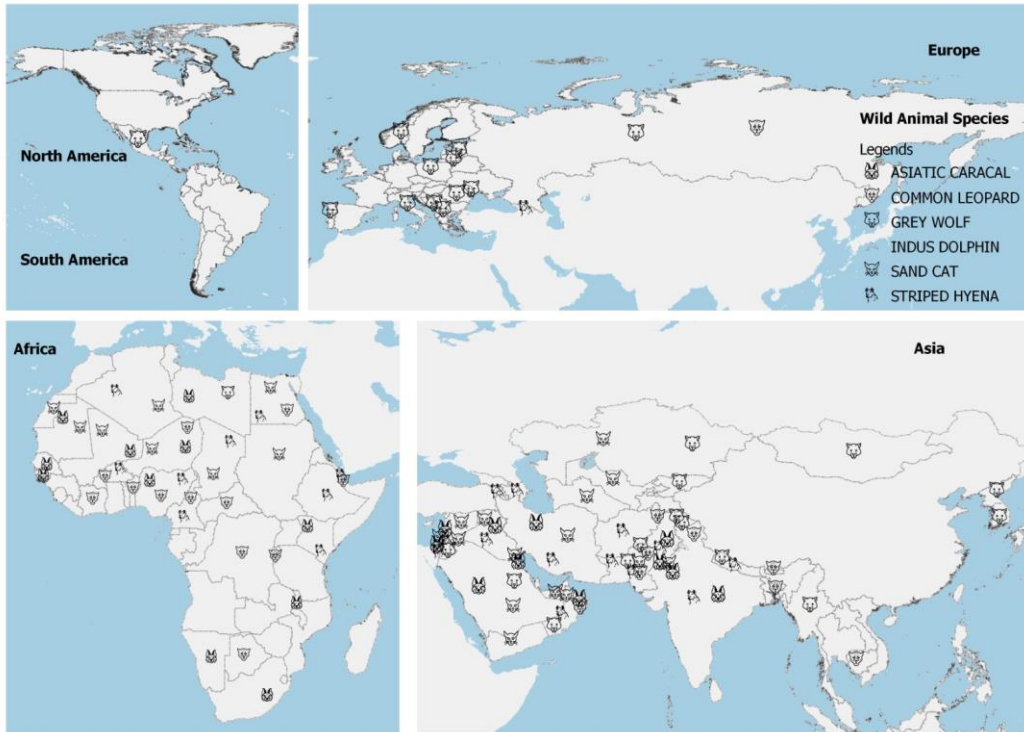 North America
South America
Europe
Wild Animal Species
Legends
ASIATIC CARACAL
COMMON LEOPARD
GREY WOLF
INDUS DOLPHIN
SAND CAT
STRIPED HYENA
Africa
Asia